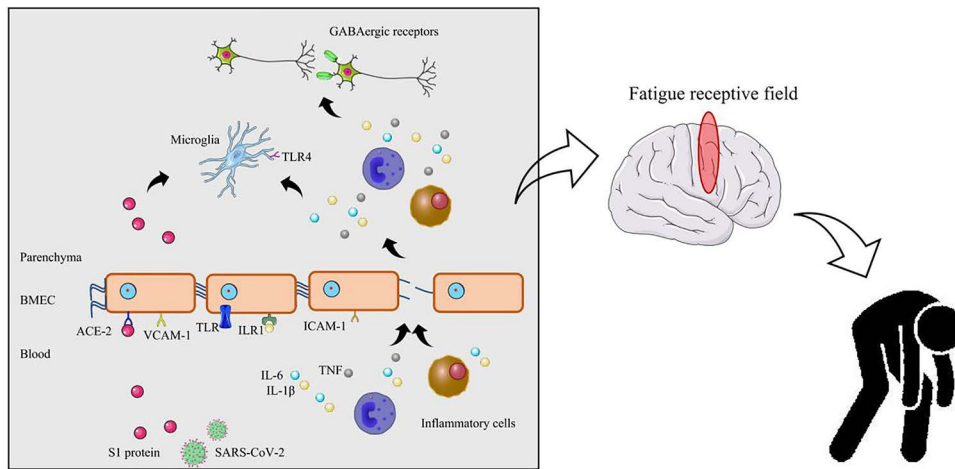 GABAergic receptors
Fatigue receptive field
Microglia
TLR4
Parenchyma
BMEC
ACE-2
VCAM-1
TLR
ILR1
ICAM-1
Blood
IL-6
TNF
IL-1β
Inflammatory cells
S1 protein
SARS-CoV-2